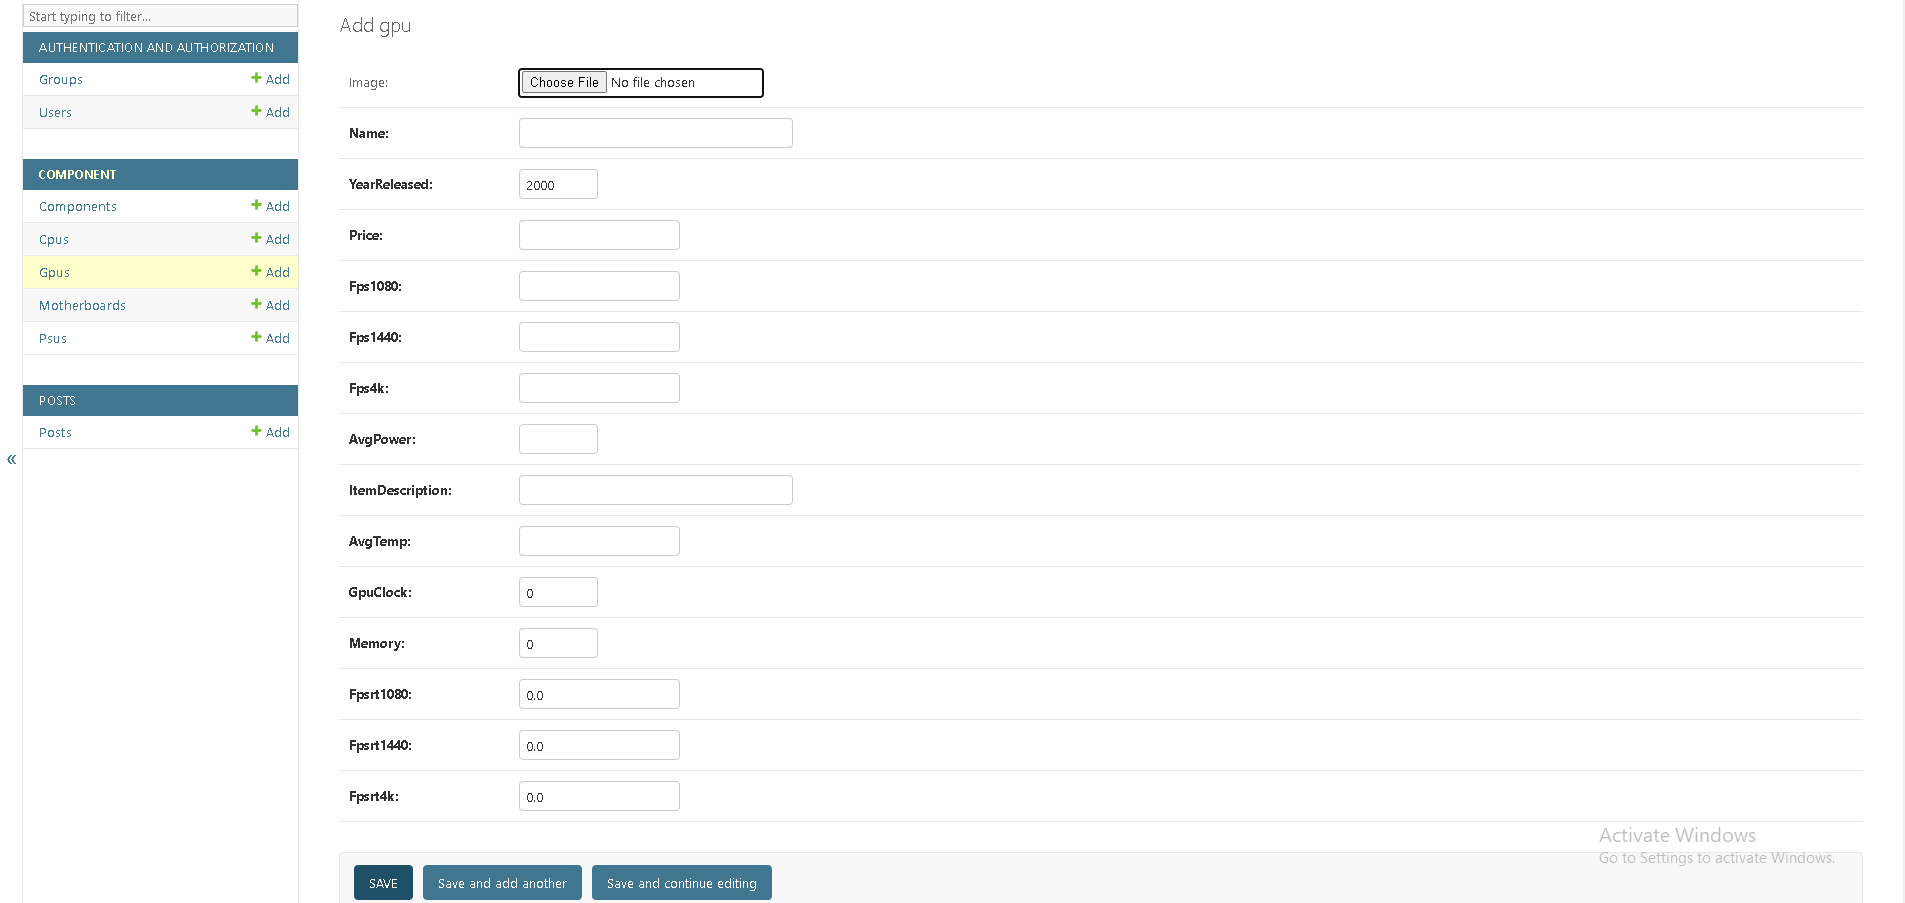 Start typing to filter...
AUTHENTICATION AND AUTHORIZATION
Groups + Add
Users + Add
COMPONENT
Components + Add
Cpus + Add
Gpus + Add
Motherboards + Add
Psus + Add
POSTS
Posts + Add
«
Add gpu
Image: Choose File No file chosen
Name:
YearReleased: 2000
Price:
Fps1080:
Fps1440:
Fps4k:
AvgPower:
ItemDescription:
AvgTemp:
GpuClock: 0
Memory: 0
Fpsrt1080: 0.0
Fpsrt1440: 0.0
Fpsrt4k: 0.0
SAVE Save and add another Save and continue editing
Activate Windows
Go to Settings to activate Windows.